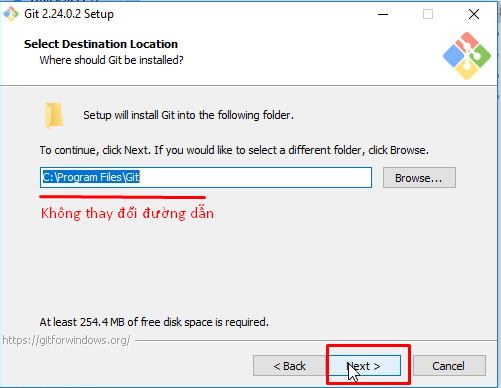 Git 2.24.0.2 Setup
Select Destination Location
Where should Git be installed?
Setup will install Git into the following folder.
To continue, click Next. If you would like to select a different folder, click Browse.
C:\Program Files\Git
Browse...
Không thay đổi đường dẫn
At least 254.4 MB of free disk space is required.
https://gitforwindows.org/
< Back
Next >
Cancel